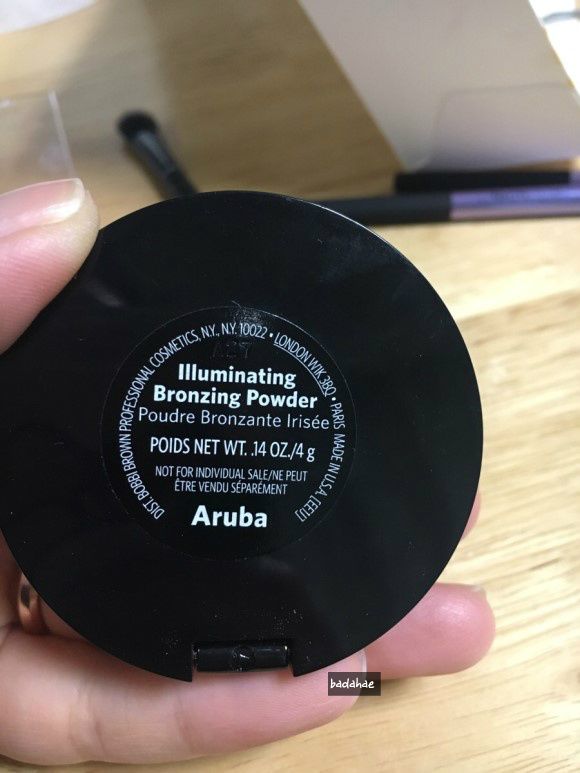 DIST. BOBBI BROWN PROFESSIONAL COSMETICS, N.Y., N.Y. 10022 • LONDON W1K 3BQ • PARIS MADE IN U.S.A. [EEU]
Illuminating
Bronzing Powder
Poudre Bronzante Irisée
POIDS NET WT. .14 OZ./4 g
NOT FOR INDIVIDUAL SALE/NE PEUT
ÊTRE VENDU SÉPARÉMENT
Aruba
badahae